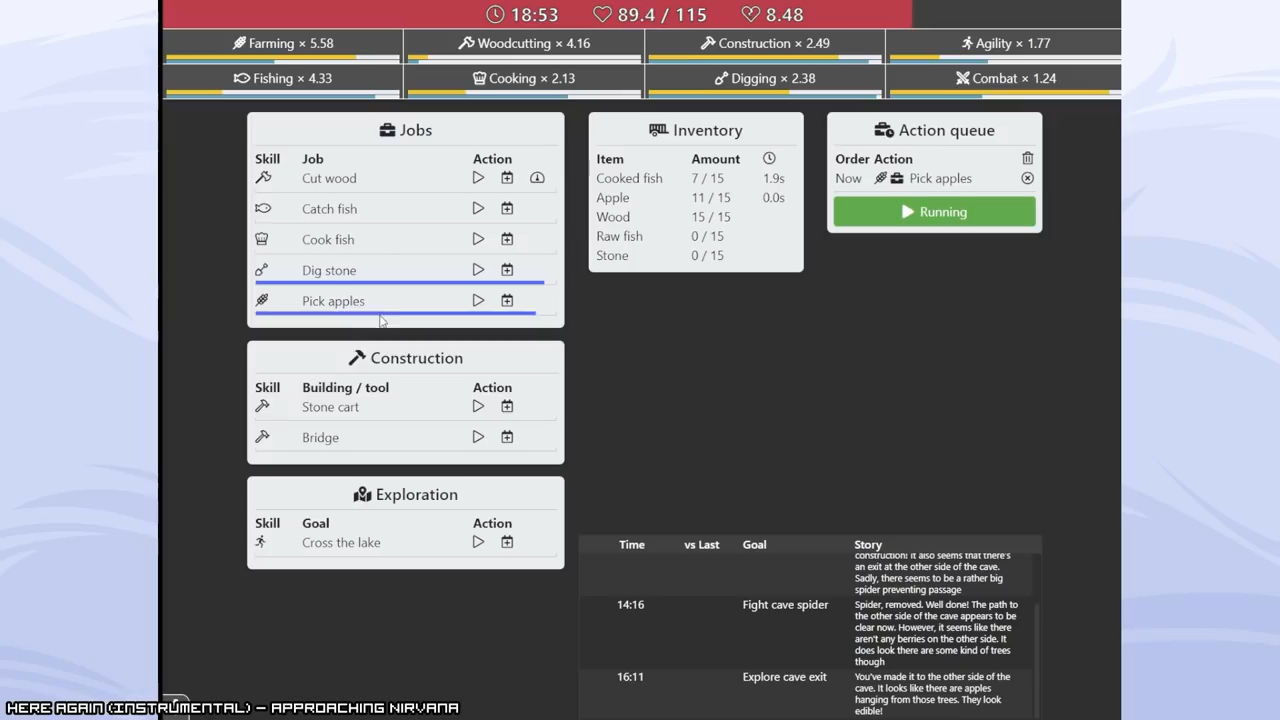 18:53 89.4 / 115 8.48
Farming × 5.58 Woodcutting × 4.16 Construction × 2.49 Agility × 1.77
Fishing × 4.33 Cooking × 2.13 Digging × 2.38 Combat × 1.24
Jobs
Skill Job Action
Cut wood
Catch fish
Cook fish
Dig stone
Pick apples
Construction
Skill Building / tool Action
Stone cart
Bridge
Exploration
Skill Goal Action
Cross the lake
Inventory
Item Amount
Cooked fish 7 / 15 1.9s
Apple 11 / 15 0.0s
Wood 15 / 15
Raw fish 0 / 15
Stone 0 / 15
Action queue
Order Action
Now Pick apples
Running
Time vs Last Goal Story
construction! It also seems that there's
an exit at the other side of the cave.
Sadly, there seems to be a rather big
spider preventing passage
14:16 Fight cave spider Spider, removed. Well done! The path to
the other side of the cave appears to be
clear now. However, it seems like there
aren't any berries on the other side. It
does look there are some kind of trees
though
16:11 Explore cave exit You've made it to the other side of the
cave. It looks like there are apples
hanging from those trees. They look
edible!
HERE AGAIN (INSTRUMENTAL) – APPROACHING NIRVANA